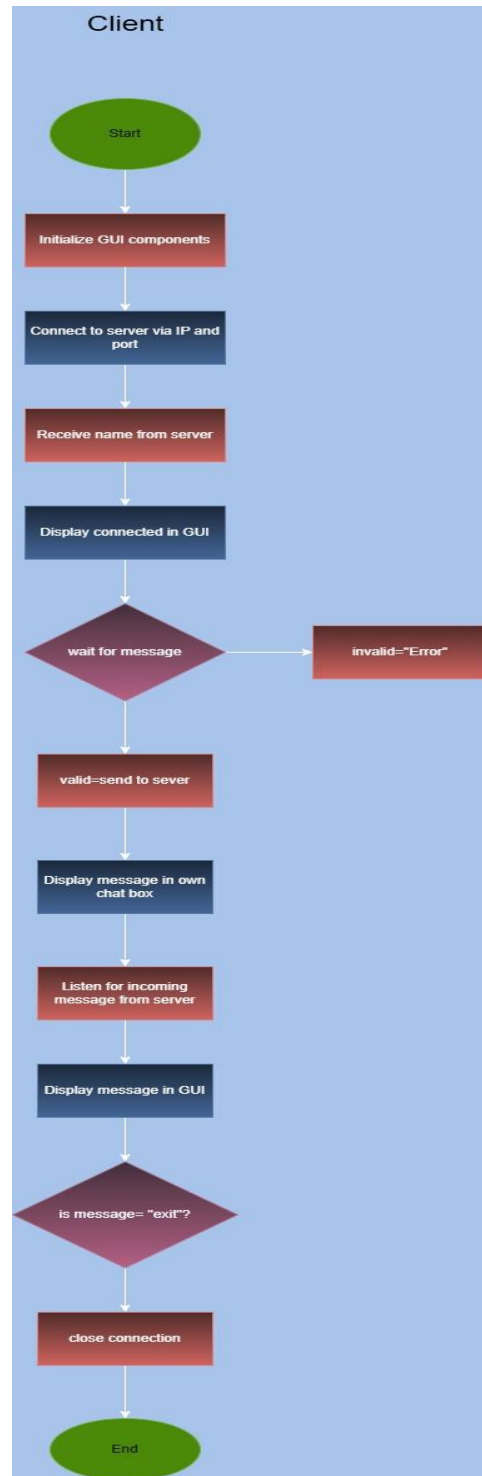 Client
Start
Initialize GUI components
Connect to server via IP and
port
Receive name from server
Display connected in GUI
wait for message
invalid="Error"
valid=send to sever
Display message in own
chat box
Listen for incoming
message from server
Display message in GUI
is message= "exit"?
close connection
End